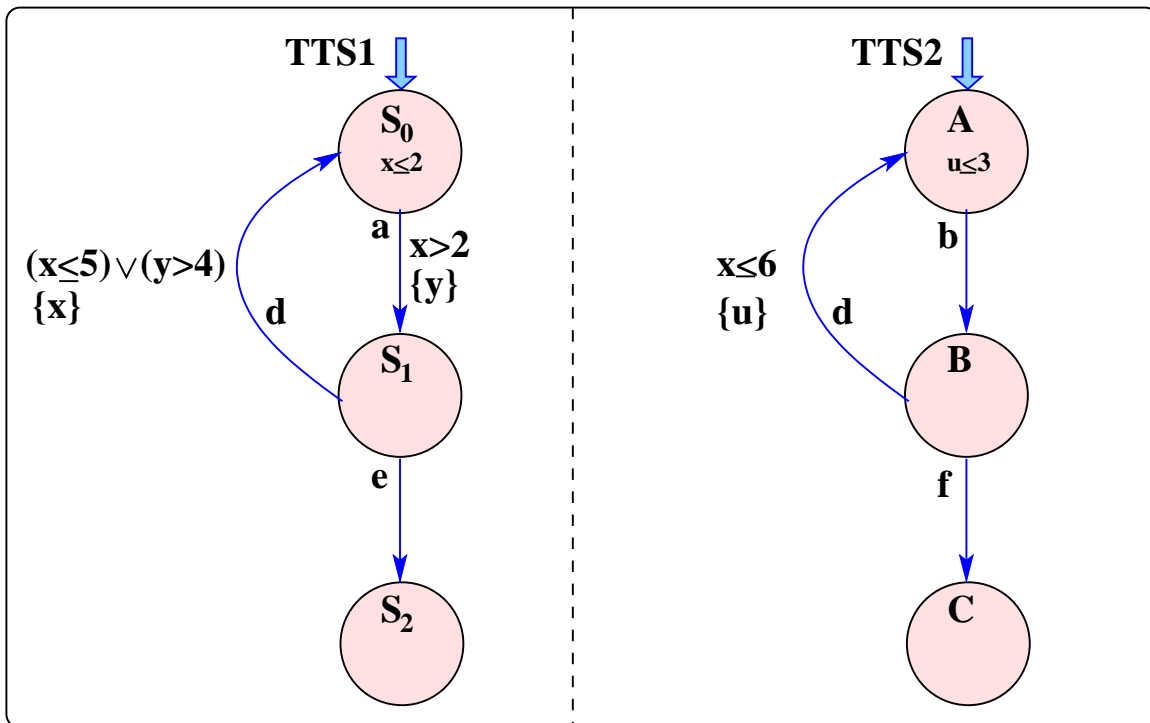 TTS1
S0
x≤2
a
x>2
{y}
(x≤5)∨(y>4)
{x}
d
S1
e
S2
TTS2
A
u≤3
b
x≤6
{u}
d
B
f
C